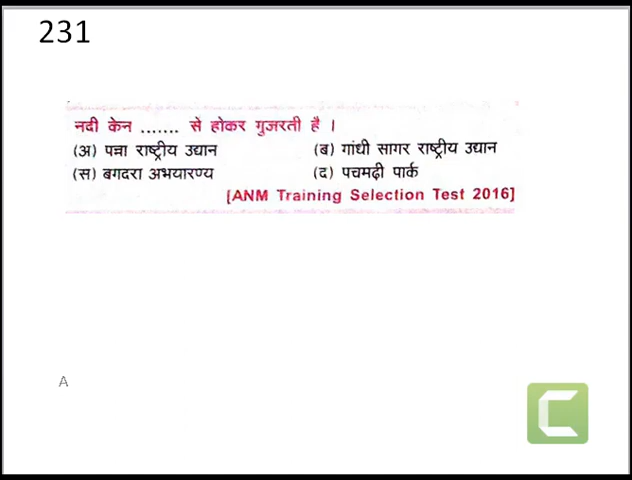 231
नदी केन ....... से होकर गुजरती है ।
(अ) पन्ना राष्ट्रीय उद्यान (ब) गांधी सागर राष्ट्रीय उद्यान
(स) बगदरा अभयारण्य (द) पचमढ़ी पार्क
[ANM Training Selection Test 2016]
A